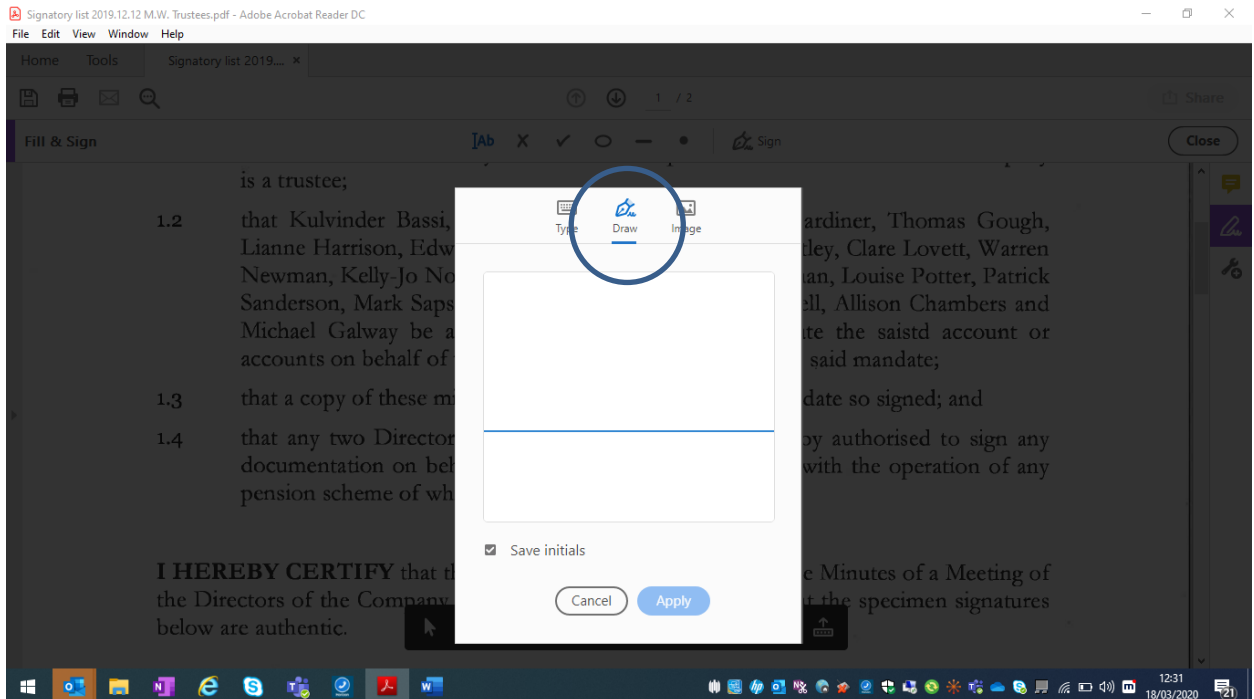 Signatory list 2019.12.12 M.W. Trustees.pdf - Adobe Acrobat Reader DC
File Edit View Window Help
Home Tools Signatory list 2019.... ×
1 / 2 Share
Fill & Sign Ab Sign Close
is a trustee;
Type Draw Image
1.2 that Kulvinder Bassi, ardiner, Thomas Gough,
Lianne Harrison, Edw tley, Clare Lovett, Warren
Newman, Kelly-Jo No an, Louise Potter, Patrick
Sanderson, Mark Saps ell, Allison Chambers and
Michael Galway be a te the saistd account or
accounts on behalf of said mandate;
1.3 that a copy of these mi date so signed; and
1.4 that any two Director by authorised to sign any
documentation on beh with the operation of any
pension scheme of wh
Save initials
I HEREBY CERTIFY that th e Minutes of a Meeting of
the Directors of the Company t the specimen signatures
below are authentic.
Cancel Apply
12:31
18/03/2020
21